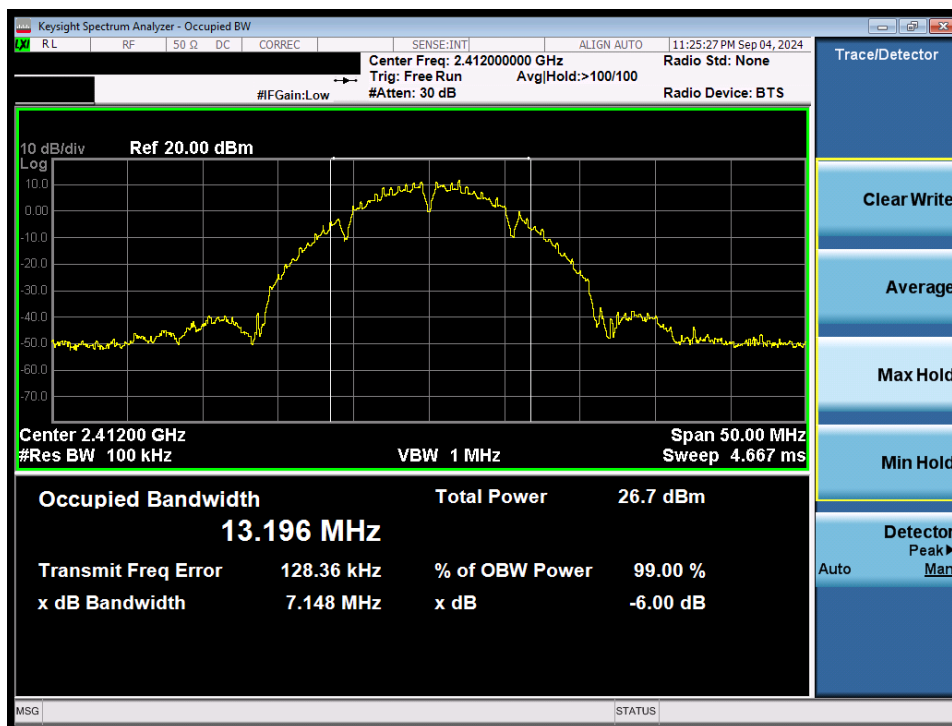 Keysight Spectrum Analyzer - Occupied BW
LXI RL RF 50 Ω DC CORREC SENSE:INT ALIGN AUTO 11:25:27 PM Sep 04, 2024
Center Freq: 2.412000000 GHz Radio Std: None
Trig: Free Run Avg|Hold:>100/100
#IFGain:Low #Atten: 30 dB Radio Device: BTS
10 dB/div Ref 20.00 dBm
Log
10.0
0.00
-10.0
-20.0
-30.0
-40.0
-50.0
-60.0
-70.0
Center 2.41200 GHz Span 50.00 MHz
#Res BW 100 kHz VBW 1 MHz Sweep 4.667 ms
Occupied Bandwidth Total Power 26.7 dBm
13.196 MHz
Transmit Freq Error 128.36 kHz % of OBW Power 99.00 %
x dB Bandwidth 7.148 MHz x dB -6.00 dB
MSG STATUS
Trace/Detector
Clear Write
Average
Max Hold
Min Hold
Detector
Peak▶
Auto Man